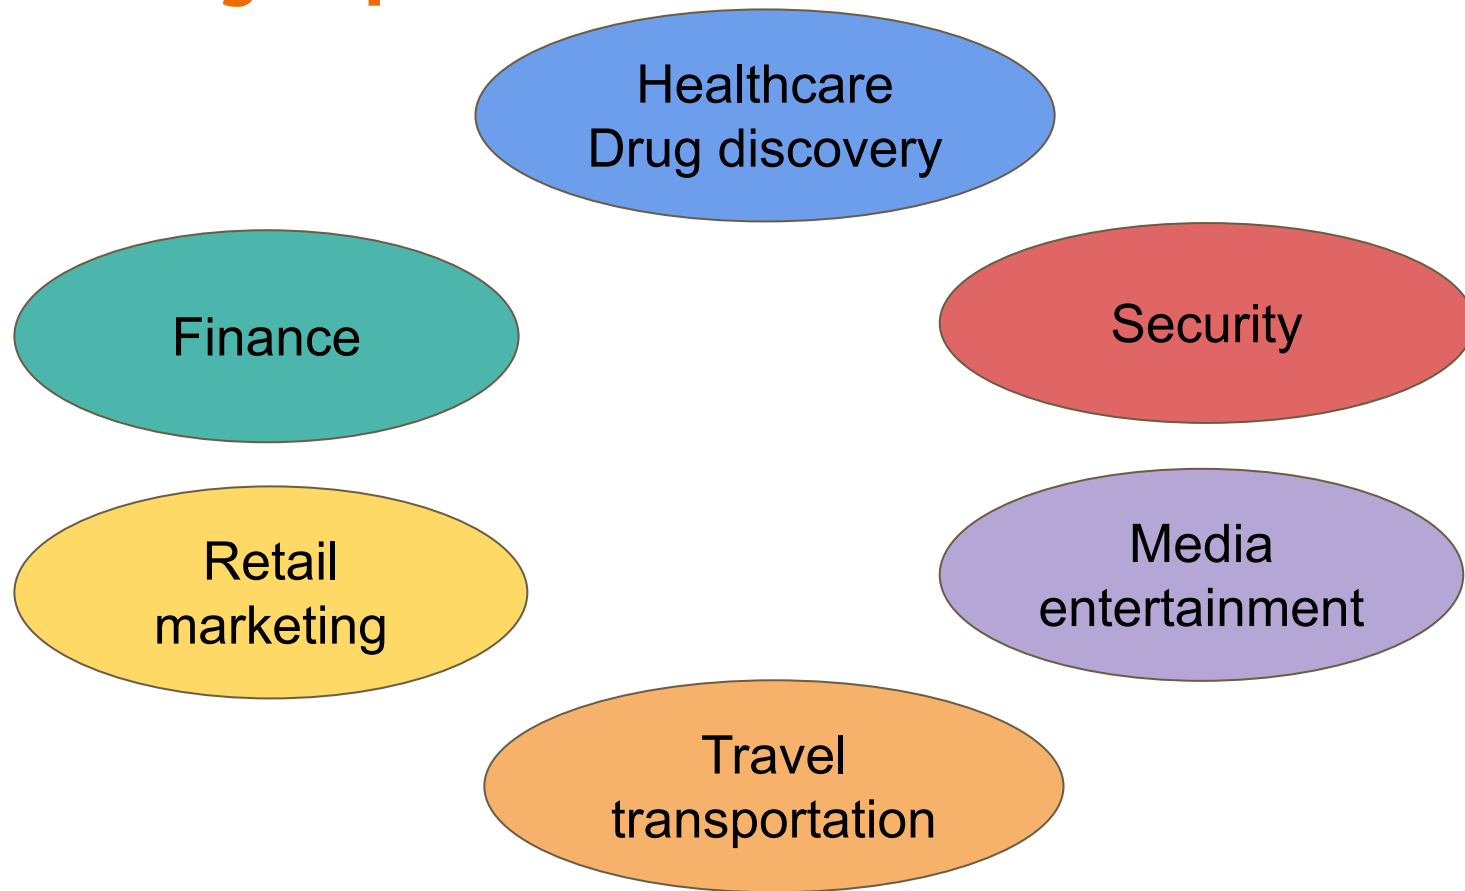 Healthcare
Drug discovery
Finance
Security
Retail
marketing
Media
entertainment
Travel
transportation